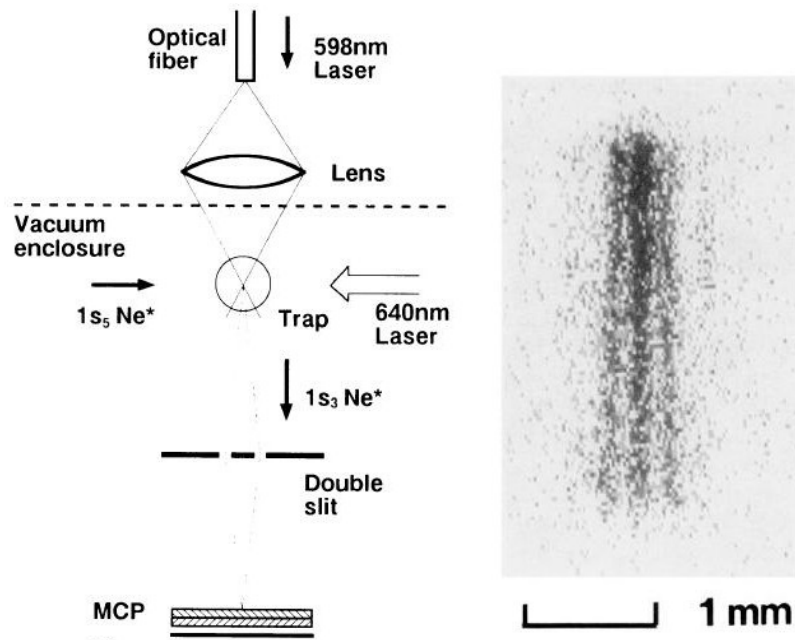 Optical
fiber
598nm
Laser
Lens
Vacuum
enclosure
1s₅ Ne*
Trap
640nm
Laser
1s₃ Ne*
Double
slit
MCP
1 mm